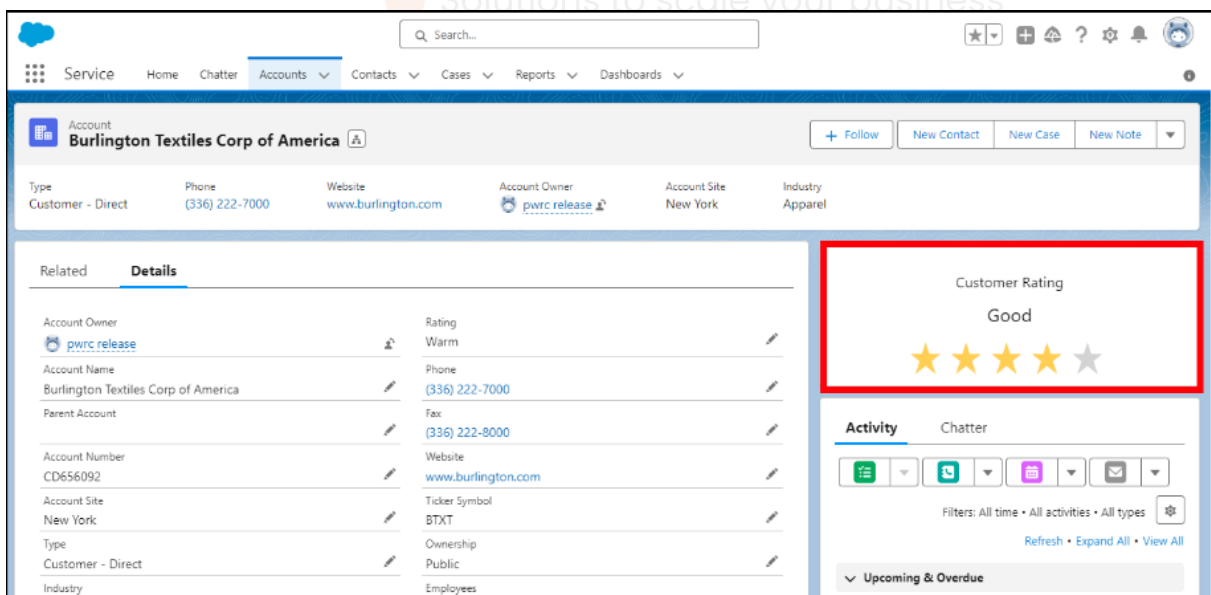 Solutions to scale your business
Search...
Service Home Chatter Accounts Contacts Cases Reports Dashboards
Account
Burlington Textiles Corp of America
Follow New Contact New Case New Note
Type Phone Website Account Owner Account Site Industry
Customer - Direct (336) 222-7000 www.burlington.com pwrc release New York Apparel
Related Details
Account Owner Rating
pwrc release Warm
Account Name Phone
Burlington Textiles Corp of America (336) 222-7000
Parent Account Fax
(336) 222-8000
Account Number Website
CD656092 www.burlington.com
Account Site Ticker Symbol
New York BTXT
Type Ownership
Customer - Direct Public
Industry Employees
Customer Rating
Good
Activity Chatter
Filters: All time • All activities • All types
Refresh • Expand All • View All
Upcoming & Overdue